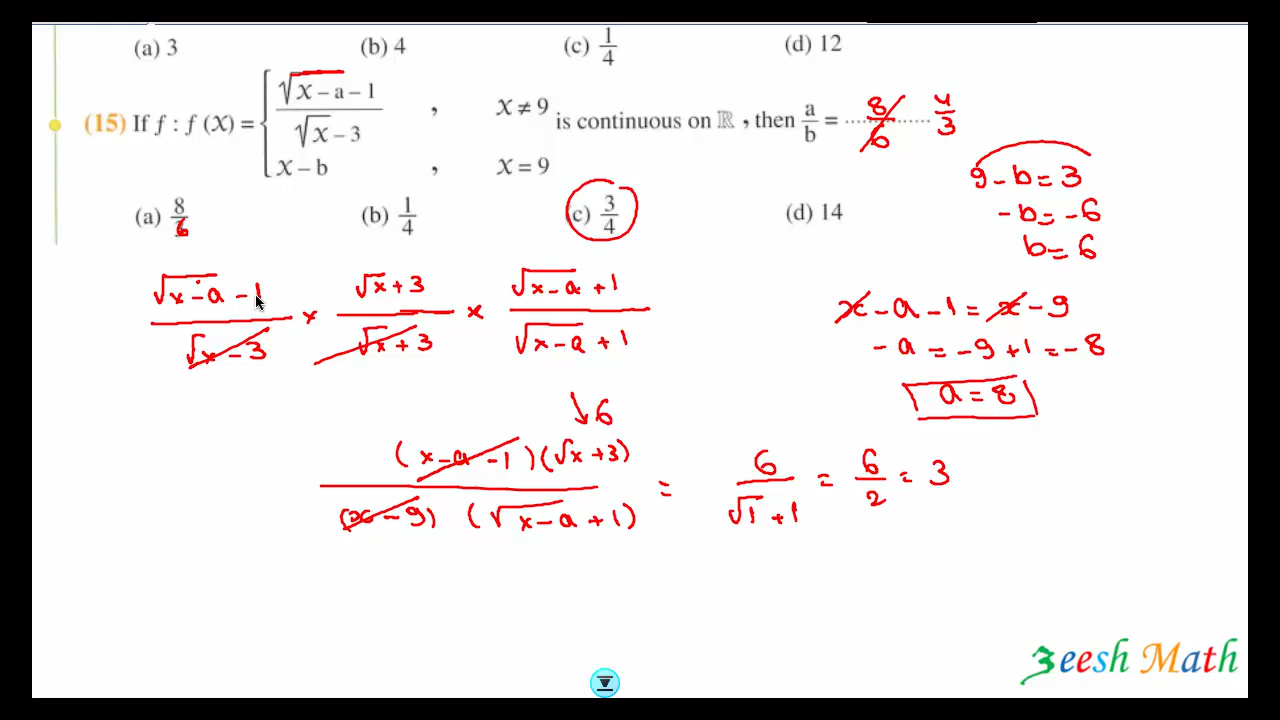 (a) 3 (b) 4 (c) 1/4 (d) 12
(15) If f : f (X) = { (√(X – a) – 1)/(√X – 3) , X ≠ 9
X – b , X = 9
is continuous on ℝ , then a/b = .............. 8/6 4/3
9 - b = 3
- b = -6
b = 6
(a) 8/6 (b) 1/4 (c) 3/4 (d) 14
(√(x-a) - 1)/(√x - 3) × (√x + 3)/(√x + 3) × (√(x-a) + 1)/(√(x-a) + 1)
x - a - 1 = x - 9
- a = -9 + 1 = -8
a = 8
↘ 6
((x-a-1)(√x + 3))/((x-9) (√(x-a) + 1)) = 6/(√1 + 1) = 6/2 = 3
3eesh Math